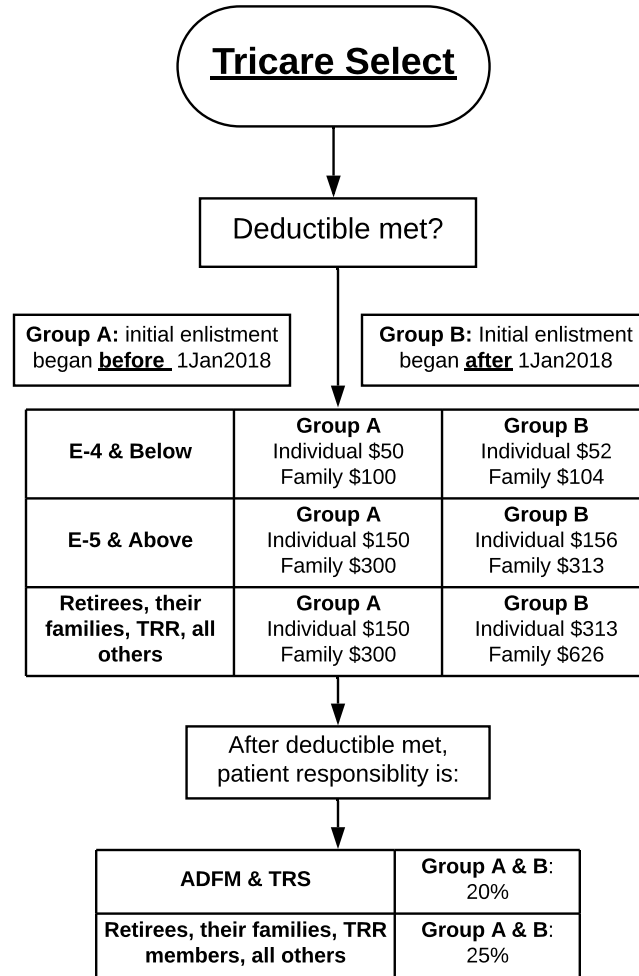 Tricare Select
Deductible met?
Group A: initial enlistment
began before 1Jan2018
Group B: Initial enlistment
began after 1Jan2018
E-4 & Below
Group A
Individual $50
Family $100
Group B
Individual $52
Family $104
E-5 & Above
Group A
Individual $150
Family $300
Group B
Individual $156
Family $313
Retirees, their
families, TRR, all
others
Group A
Individual $150
Family $300
Group B
Individual $313
Family $626
After deductible met,
patient responsiblity is:
ADFM & TRS
Group A & B:
20%
Retirees, their families, TRR
members, all others
Group A & B:
25%